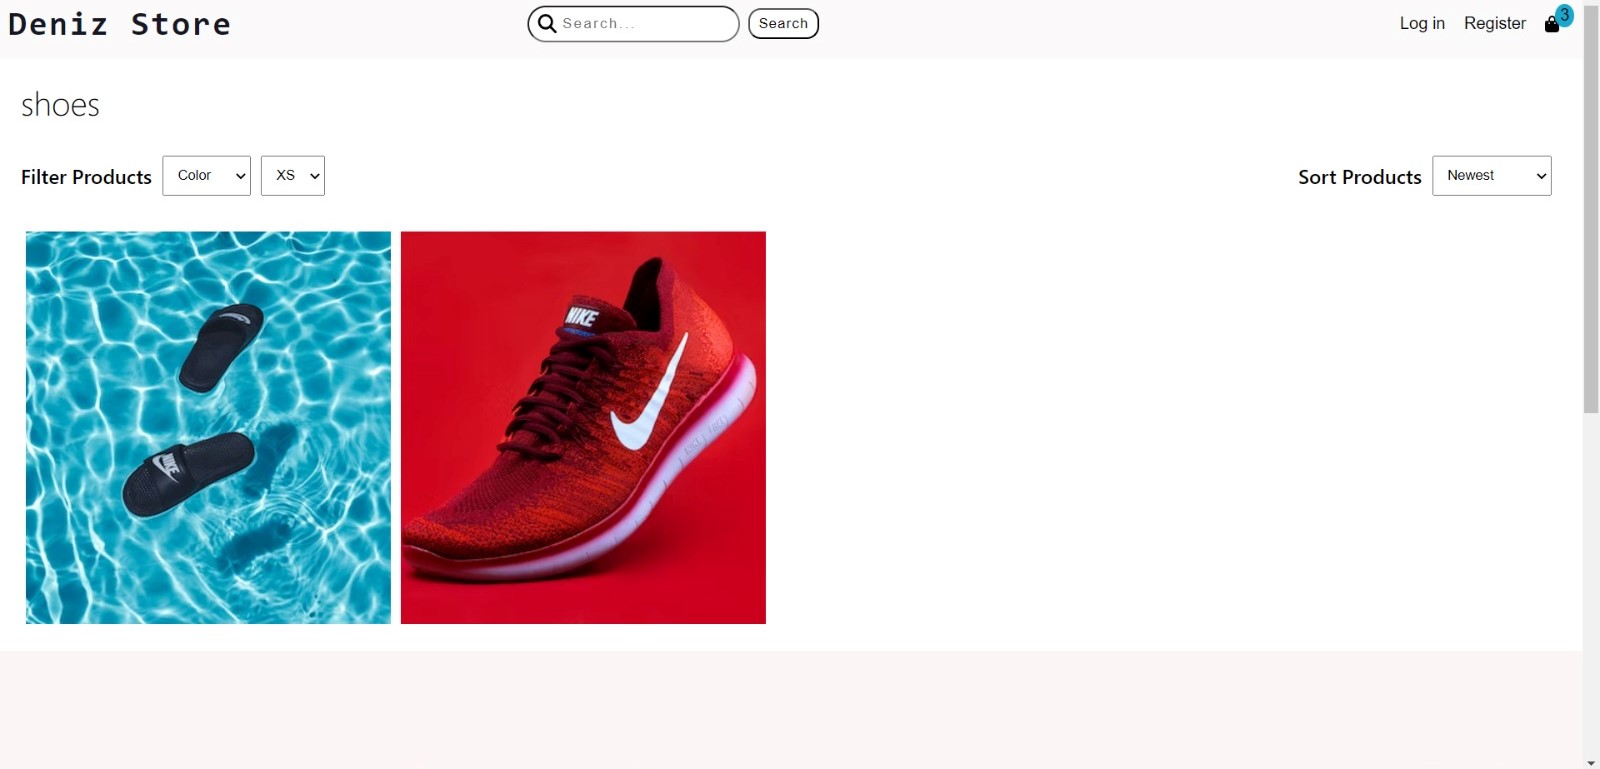 Deniz Store
Search...
Search
Log in
Register
3
shoes
Filter Products
Color
XS
Sort Products
Newest
NIKE
NIKE